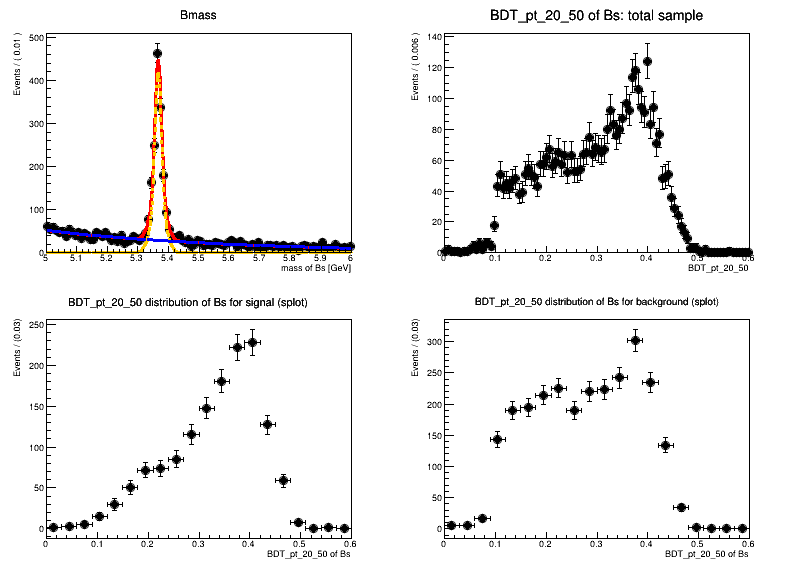 Bmass
Events / ( 0.01 )
500
400
300
200
100
0
5 5.1 5.2 5.3 5.4 5.5 5.6 5.7 5.8 5.9 6
mass of Bs [GeV]
BDT_pt_20_50 of Bs: total sample
Events / ( 0.006 )
140
120
100
80
60
40
20
0
0 0.1 0.2 0.3 0.4 0.5 0.6
BDT_pt_20_50
BDT_pt_20_50 distribution of Bs for signal (splot)
Events / (0.03)
250
200
150
100
50
0
0 0.1 0.2 0.3 0.4 0.5 0.6
BDT_pt_20_50 of Bs
BDT_pt_20_50 distribution of Bs for background (splot)
Events / (0.03)
300
250
200
150
100
50
0
0 0.1 0.2 0.3 0.4 0.5 0.6
BDT_pt_20_50 of Bs